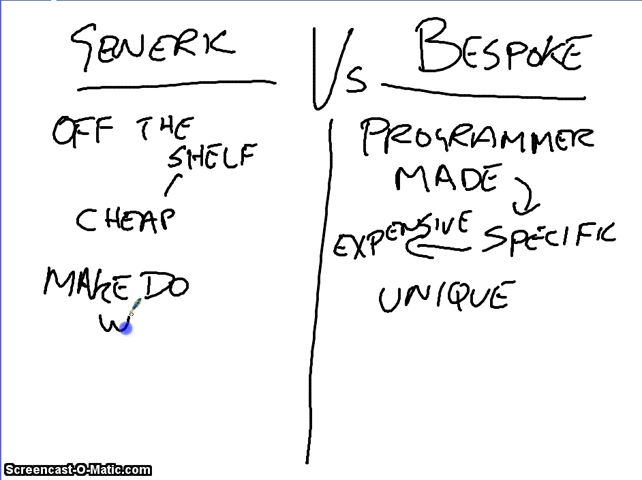 GENERIC Vs BESPOKE
OFF THE
SHELF
CHEAP
MAKE DO
W
PROGRAMMER
MADE
SPECIFIC
EXPENSIVE
UNIQUE
Screencast-O-Matic.com